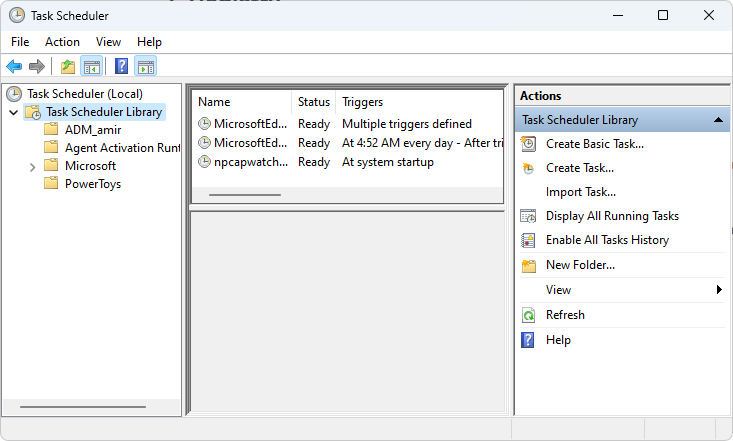 Task Scheduler
File Action View Help
Task Scheduler (Local)
Task Scheduler Library
ADM_amir
Agent Activation Runt
Microsoft
PowerToys
Name Status Triggers
MicrosoftEd... Ready Multiple triggers defined
MicrosoftEd... Ready At 4:52 AM every day - After tri
npcapwatch... Ready At system startup
Actions
Task Scheduler Library
Create Basic Task...
Create Task...
Import Task...
Display All Running Tasks
Enable All Tasks History
New Folder...
View
Refresh
Help